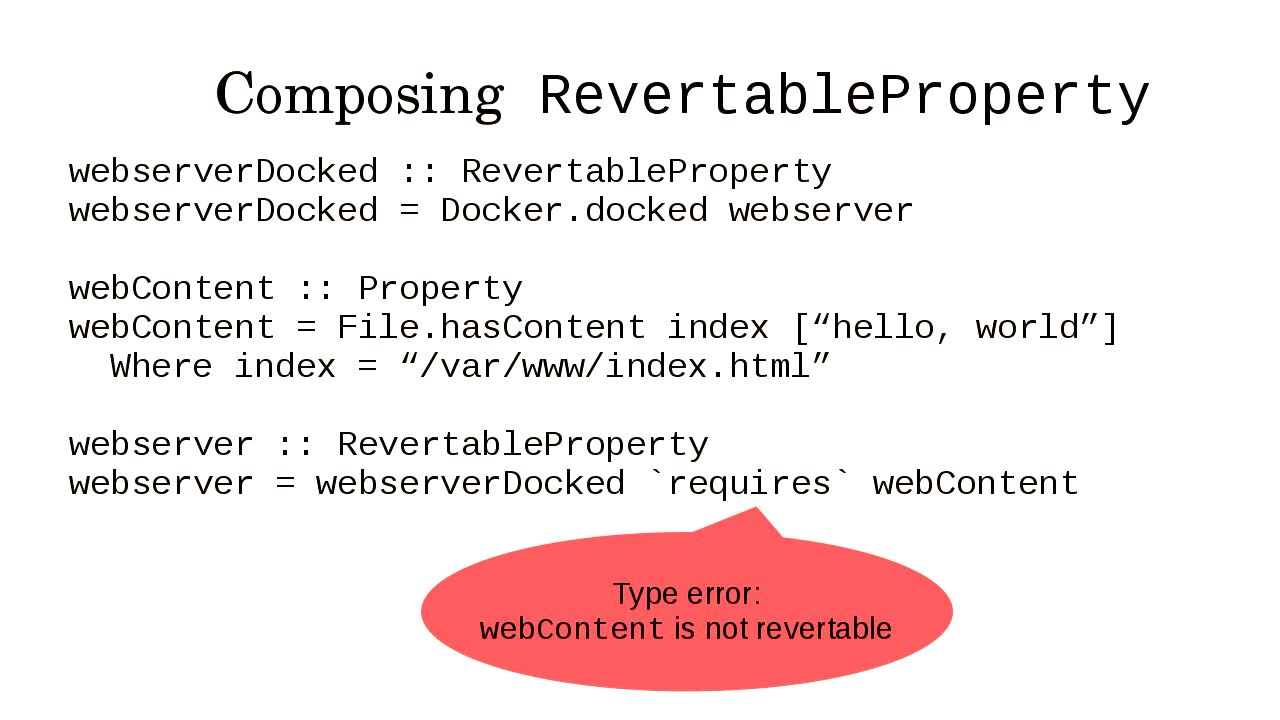 Composing RevertableProperty
webserverDocked :: RevertableProperty
webserverDocked = Docker.docked webserver
webContent :: Property
webContent = File.hasContent index [“hello, world”]
Where index = “/var/www/index.html”
webserver :: RevertableProperty
webserver = webserverDocked `requires` webContent
Type error:
webContent is not revertable